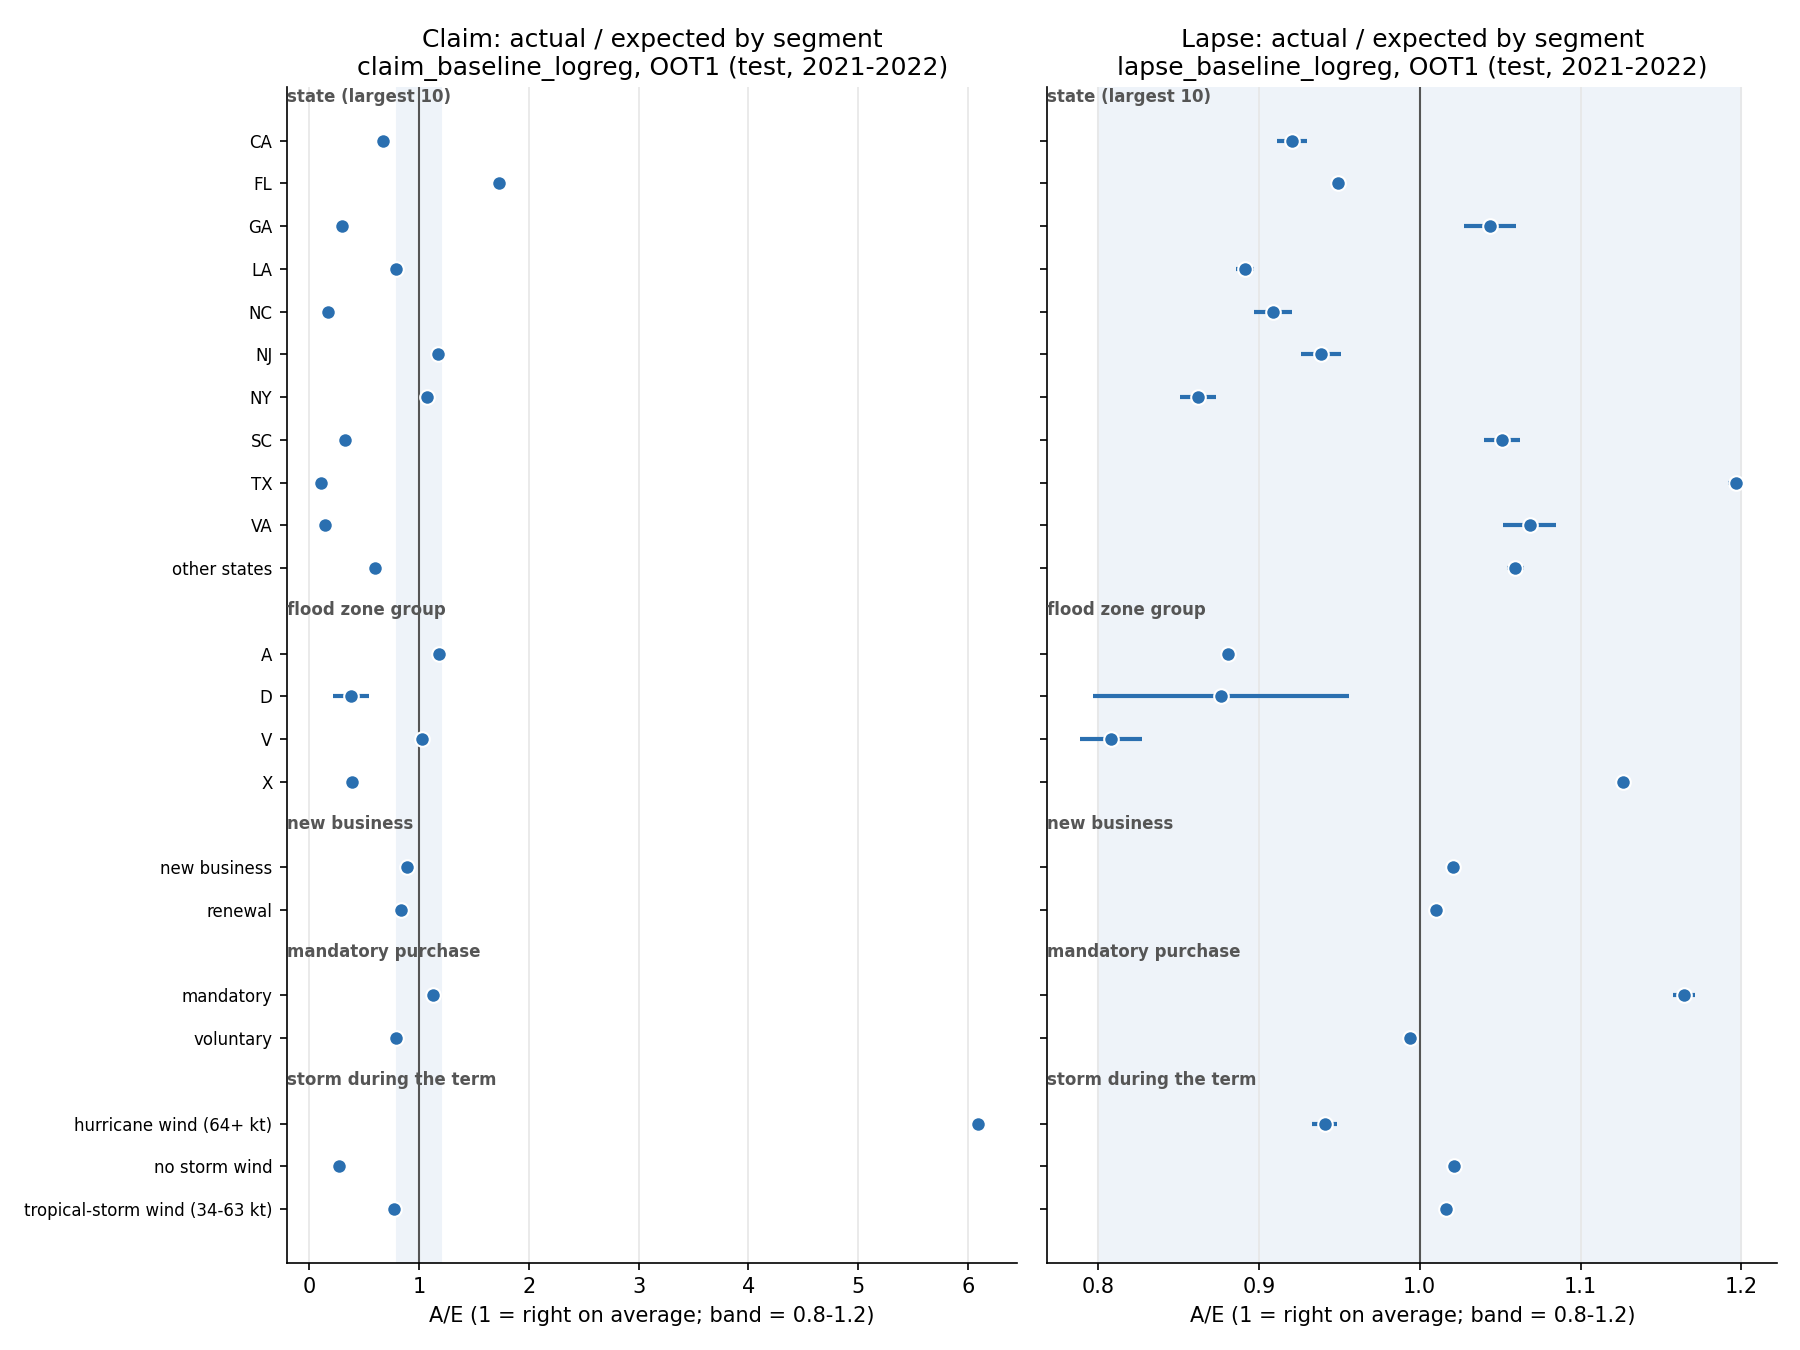 Claim: actual / expected by segment
claim_baseline_logreg, OOT1 (test, 2021-2022)
state (largest 10)
CA
FL
GA
LA
NC
NJ
NY
SC
TX
VA
other states
flood zone group
A
D
V
X
new business
new business
renewal
mandatory purchase
mandatory
voluntary
storm during the term
hurricane wind (64+ kt)
no storm wind
tropical-storm wind (34-63 kt)
0 1 2 3 4 5 6
A/E (1 = right on average; band = 0.8-1.2)
Lapse: actual / expected by segment
lapse_baseline_logreg, OOT1 (test, 2021-2022)
state (largest 10)
flood zone group
new business
mandatory purchase
storm during the term
0.8 0.9 1.0 1.1 1.2
A/E (1 = right on average; band = 0.8-1.2)